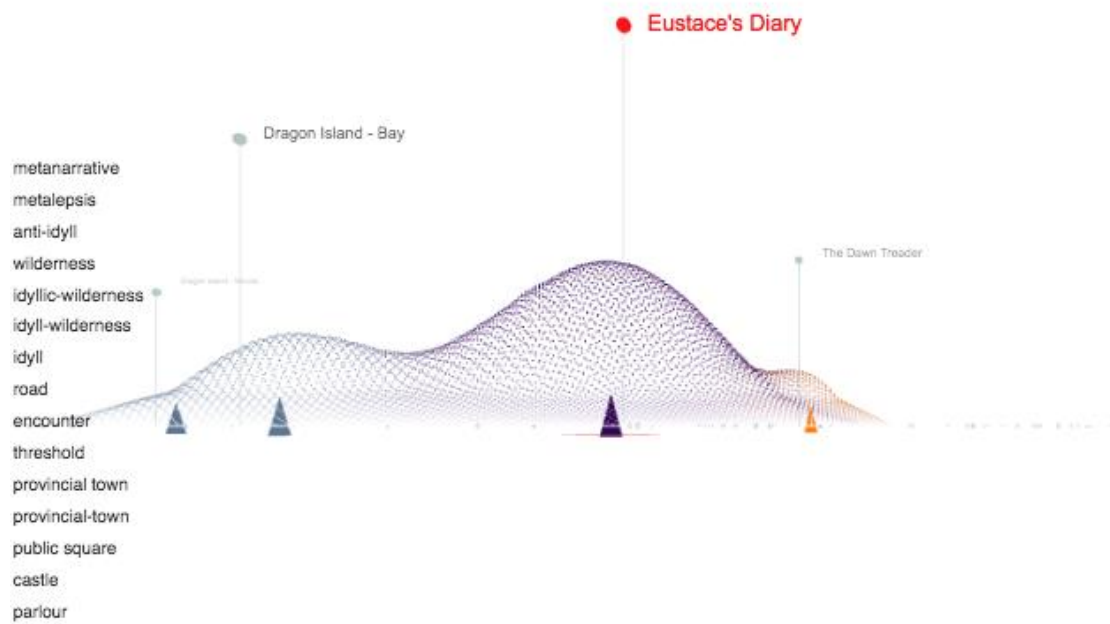 Eustace's Diary
Dragon Island - Bay
metanarrative
metalepsis
anti-idyll
wilderness
The Dawn Treader
idyllic-wilderness
idyll-wilderness
idyll
road
encounter
threshold
provincial town
provincial-town
public square
castle
parlour